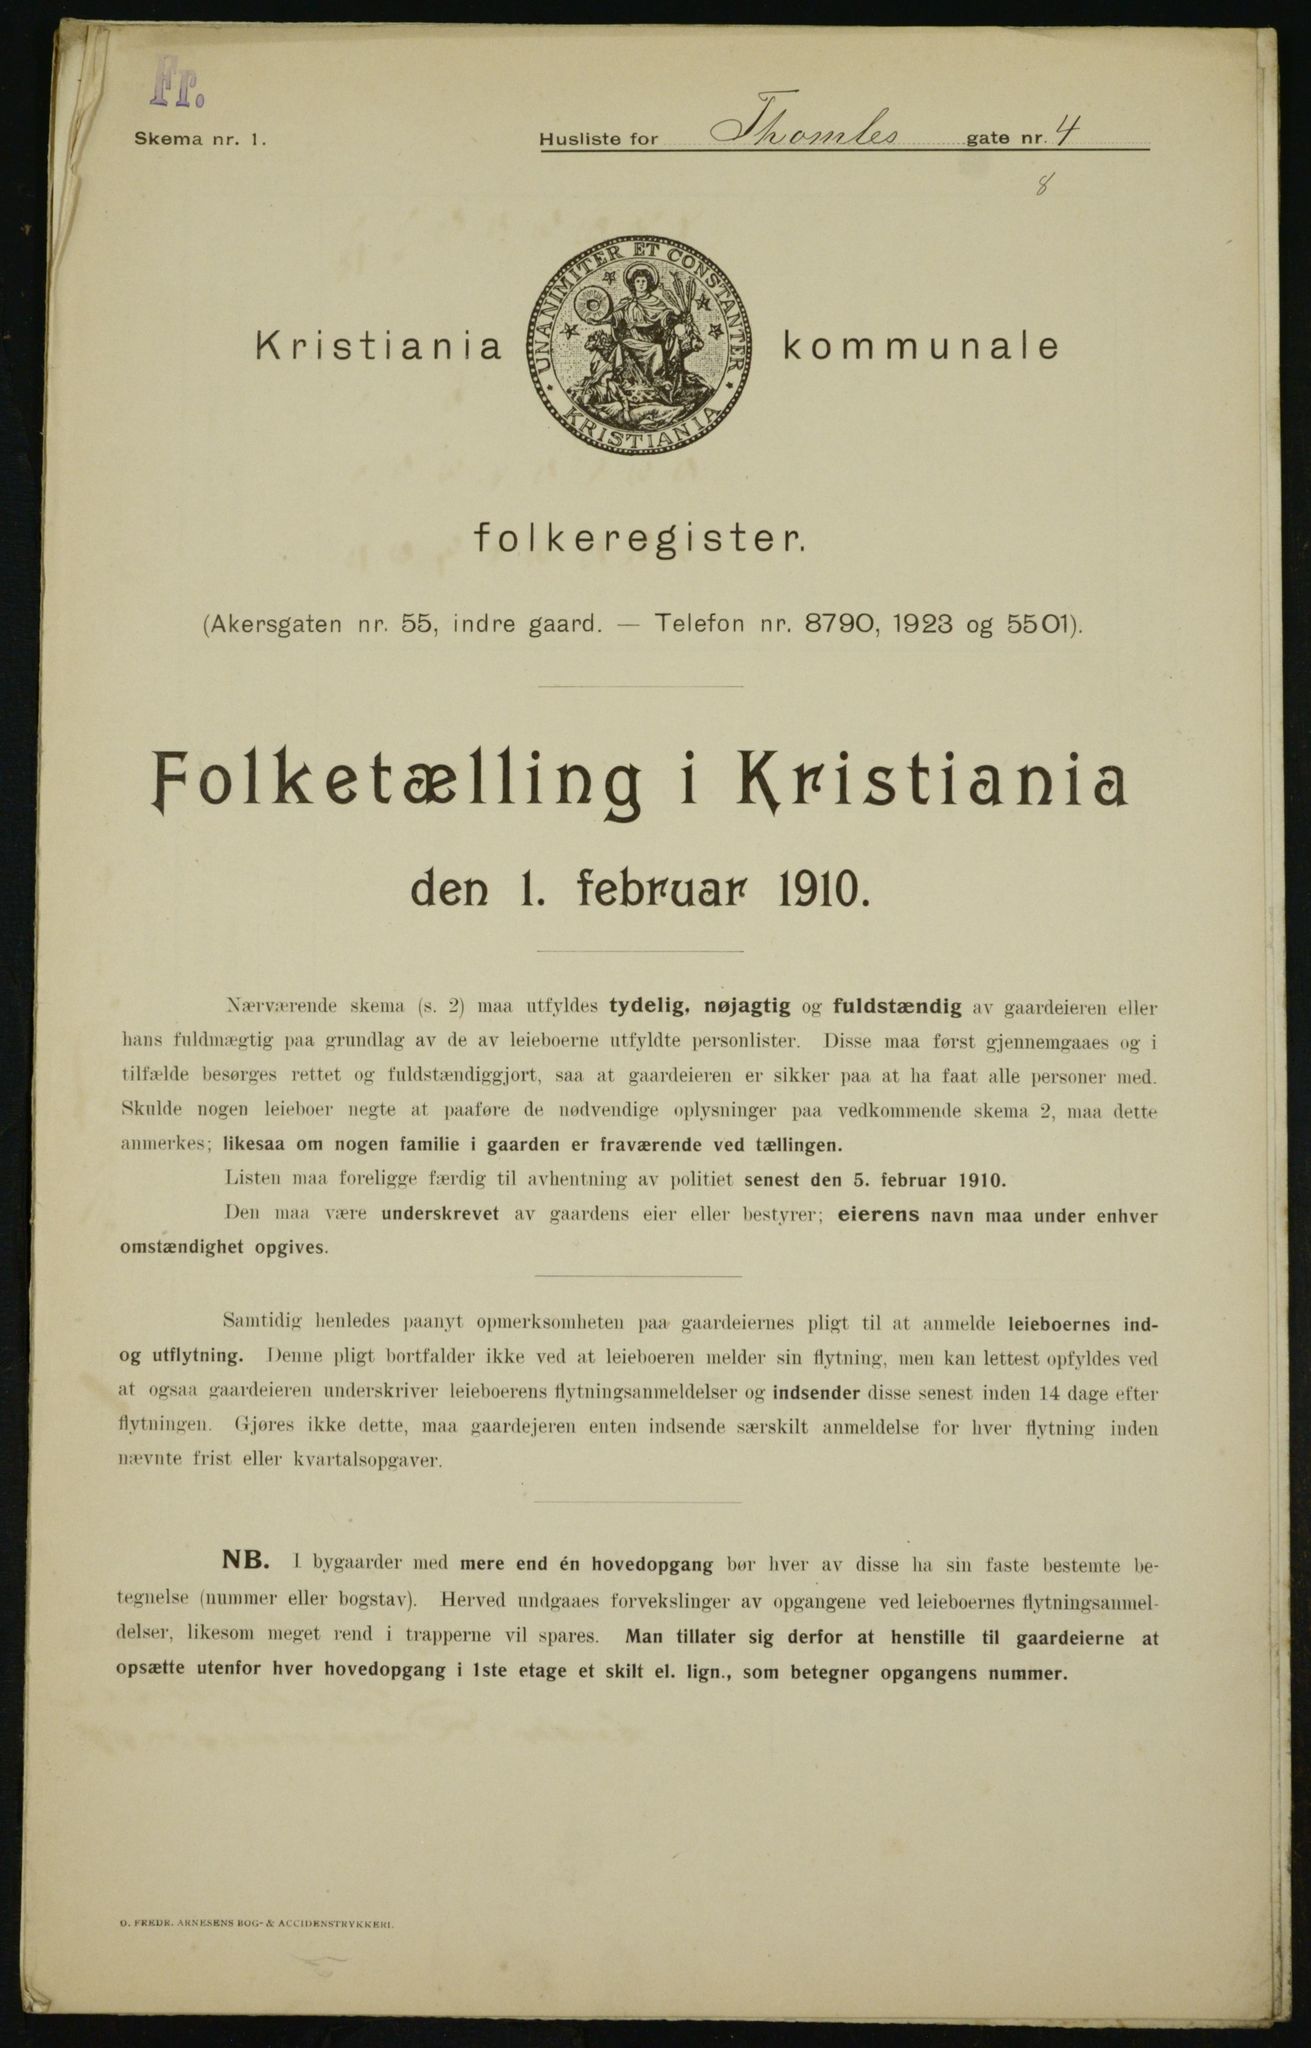 Fr.
Skema nr. 1.
Husliste for Thomles gate nr. 4
8
UNANIMITER ET CONSTANTER
KRISTIANIA
Kristiania kommunale
folkeregister.
(Akersgaten nr. 55, indre gaard. — Telefon nr. 8790, 1923 og 5501).
Folketælling i Kristiania
den 1. februar 1910.
Nærværende skema (s. 2) maa utfyldes tydelig, nøjagtig og fuldstændig av gaardeieren eller
hans fuldmægtig paa grundlag av de av leieboerne utfyldte personlister. Disse maa først gjennemgaaes og i
tilfælde besørges rettet og fuldstændiggjort, saa at gaardeieren er sikker paa at ha faat alle personer med.
Skulde nogen leieboer negte at paaføre de nødvendige oplysninger paa vedkommende skema 2, maa dette
anmerkes; likesaa om nogen familie i gaarden er fraværende ved tællingen.
Listen maa foreligge færdig til avhentning av politiet senest den 5. februar 1910.
Den maa være underskrevet av gaardens eier eller bestyrer; eierens navn maa under enhver
omstændighet opgives.
Samtidig henledes paanyt opmerksomheten paa gaardeiernes pligt til at anmelde leieboernes ind-
og utflytning. Denne pligt bortfalder ikke ved at leieboeren melder sin flytning, men kan lettest opfyldes ved
at ogsaa gaardeieren underskriver leieboerens flytningsanmeldelser og indsender disse senest inden 14 dage efter
flytningen. Gjøres ikke dette, maa gaardejeren enten indsende særskilt anmeldelse for hver flytning inden
nævnte frist eller kvartalsopgaver.
NB. I bygaarder med mere end én hovedopgang bør hver av disse ha sin faste bestemte be-
tegnelse (nummer eller bogstav). Herved undgaaes forvekslinger av opgangene ved leieboernes flytningsanmel-
delser, likesom meget rend i trapperne vil spares. Man tillater sig derfor at henstille til gaardeierne at
opsætte utenfor hver hovedopgang i 1ste etage et skilt el. lign., som betegner opgangens nummer.
O. FREDR. ARNESENS BOG- & ACCIDENSTRYKKERI.